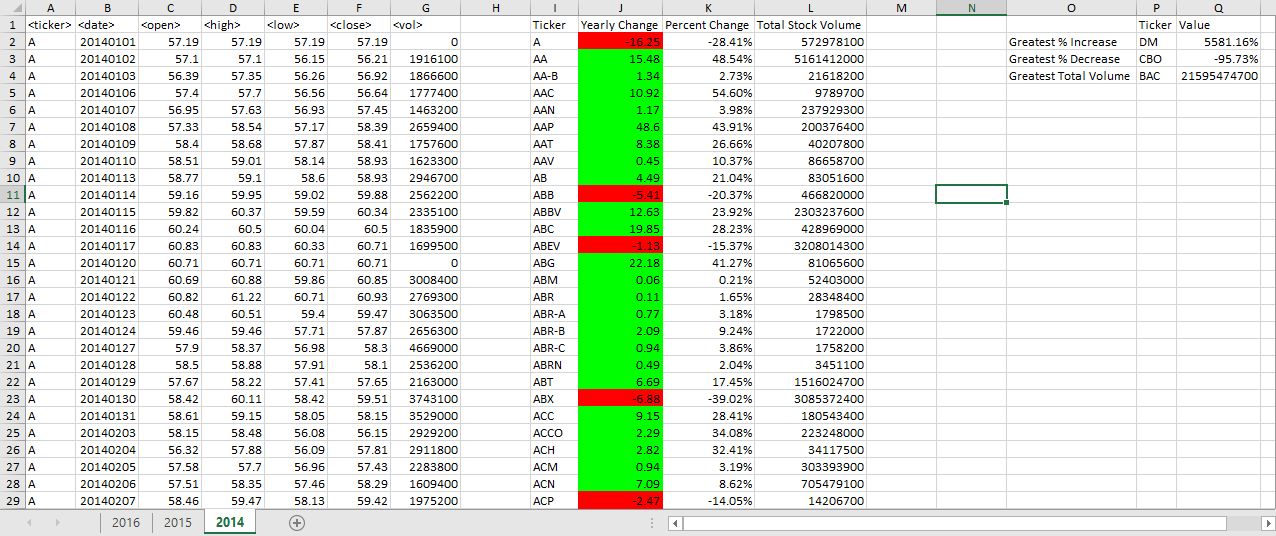 A B C D E F G H I J K L M N O P Q
1 <ticker> <date> <open> <high> <low> <close> <vol> Ticker Yearly Change Percent Change Total Stock Volume Ticker Value
2 A 20140101 57.19 57.19 57.19 57.19 0 A -16.25 -28.41% 572978100 Greatest % Increase DM 5581.16%
3 A 20140102 57.1 57.1 56.15 56.21 1916100 AA 15.48 48.54% 5161412000 Greatest % Decrease CBO -95.73%
4 A 20140103 56.39 57.35 56.26 56.92 1866600 AA-B 1.34 2.73% 21618200 Greatest Total Volume BAC 21595474700
5 A 20140106 57.4 57.7 56.56 56.64 1777400 AAC 10.92 54.60% 9789700
6 A 20140107 56.95 57.63 56.93 57.45 1463200 AAN 1.17 3.98% 237929300
7 A 20140108 57.33 58.54 57.17 58.39 2659400 AAP 48.6 43.91% 200376400
8 A 20140109 58.4 58.68 57.87 58.41 1757600 AAT 8.38 26.66% 40207800
9 A 20140110 58.51 59.01 58.14 58.93 1623300 AAV 0.45 10.37% 86658700
10 A 20140113 58.77 59.1 58.6 58.93 2946700 AB 4.49 21.04% 83051600
11 A 20140114 59.16 59.95 59.02 59.88 2562200 ABB -5.41 -20.37% 466820000
12 A 20140115 59.82 60.37 59.59 60.34 2335100 ABBV 12.63 23.92% 2303237600
13 A 20140116 60.24 60.5 60.04 60.5 1835900 ABC 19.85 28.23% 428969000
14 A 20140117 60.83 60.83 60.33 60.71 1699500 ABEV -1.13 -15.37% 3208014300
15 A 20140120 60.71 60.71 60.71 60.71 0 ABG 22.18 41.27% 81065600
16 A 20140121 60.69 60.88 59.86 60.85 3008400 ABM 0.06 0.21% 52403000
17 A 20140122 60.82 61.22 60.71 60.93 2769300 ABR 0.11 1.65% 28348400
18 A 20140123 60.48 60.51 59.4 59.47 3063500 ABR-A 0.77 3.18% 1798500
19 A 20140124 59.46 59.46 57.71 57.87 2656300 ABR-B 2.09 9.24% 1722000
20 A 20140127 57.9 58.37 56.98 58.3 4669000 ABR-C 0.94 3.86% 1758200
21 A 20140128 58.5 58.88 57.91 58.1 2536200 ABRN 0.49 2.04% 3451100
22 A 20140129 57.67 58.22 57.41 57.65 2163000 ABT 6.69 17.45% 1516024700
23 A 20140130 58.42 60.11 58.42 59.51 3743100 ABX -6.88 -39.02% 3085372400
24 A 20140131 58.61 59.15 58.05 58.15 3529000 ACC 9.15 28.41% 180543400
25 A 20140203 58.15 58.48 56.08 56.15 2929200 ACCO 2.29 34.08% 223248000
26 A 20140204 56.32 57.88 56.09 57.81 2911800 ACH 2.82 32.41% 34117500
27 A 20140205 57.58 57.7 56.96 57.43 2283800 ACM 0.94 3.19% 303393900
28 A 20140206 57.51 58.35 57.46 58.29 1609400 ACN 7.09 8.62% 705479100
29 A 20140207 58.46 59.47 58.13 59.42 1975200 ACP -2.47 -14.05% 14206700
2016 2015 2014